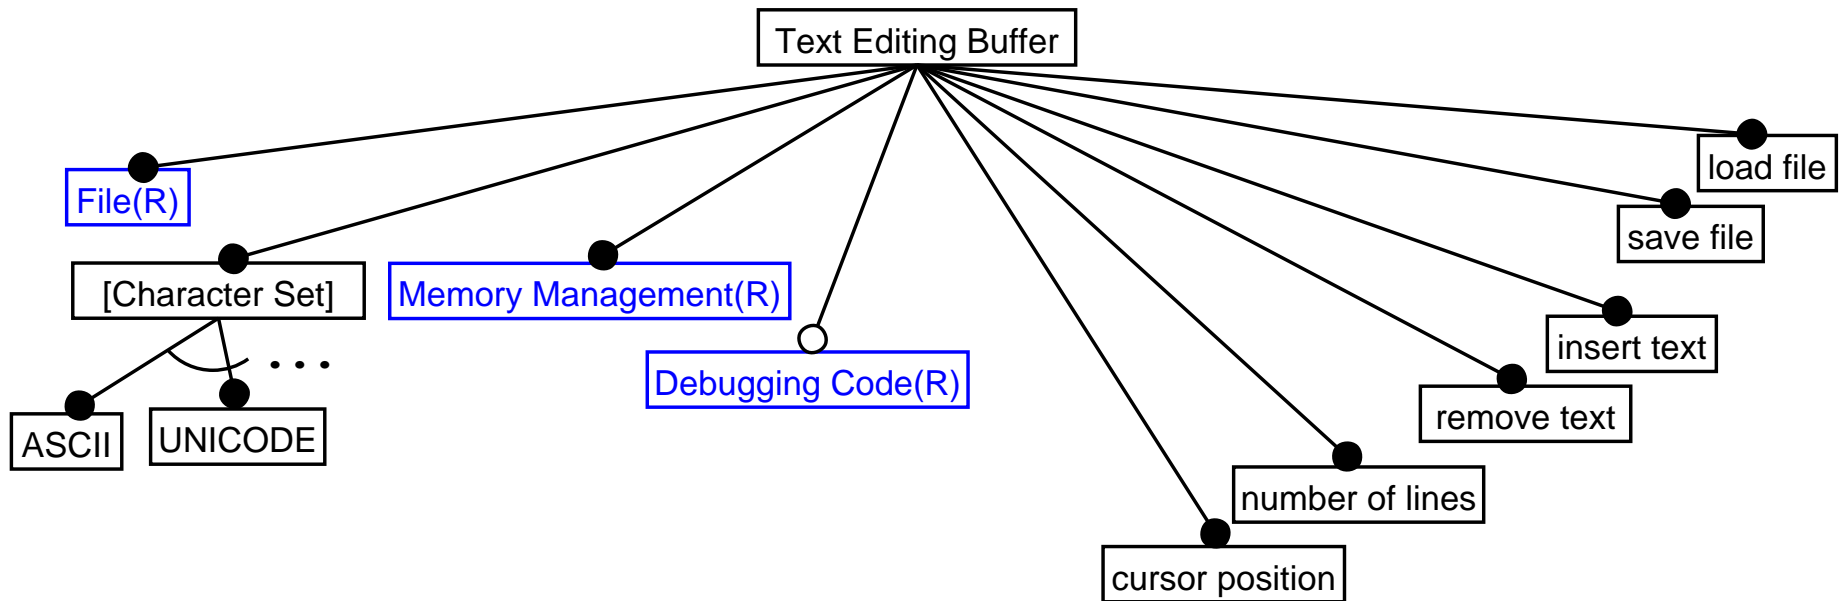 Text Editing Buffer
load file
File(R)
save file
[Character Set]
Memory Management(R)
insert text
. . .
Debugging Code(R)
remove text
ASCII
UNICODE
number of lines
cursor position